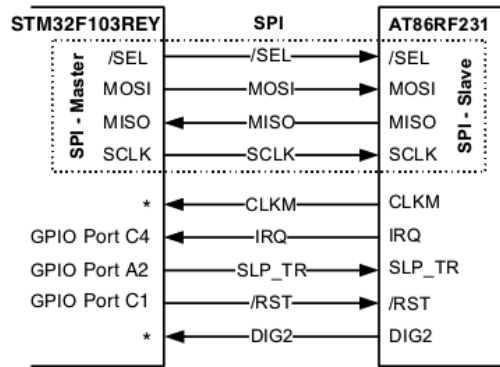 STM32F103REY SPI AT86RF231
/SEL /SEL /SEL
MOSI MOSI MOSI
MISO MISO MISO
SCLK SCLK SCLK
SPI - Master
SPI - Slave
* CLKM CLKM
GPIO Port C4 IRQ IRQ
GPIO Port A2 SLP_TR SLP_TR
GPIO Port C1 /RST /RST
* DIG2 DIG2